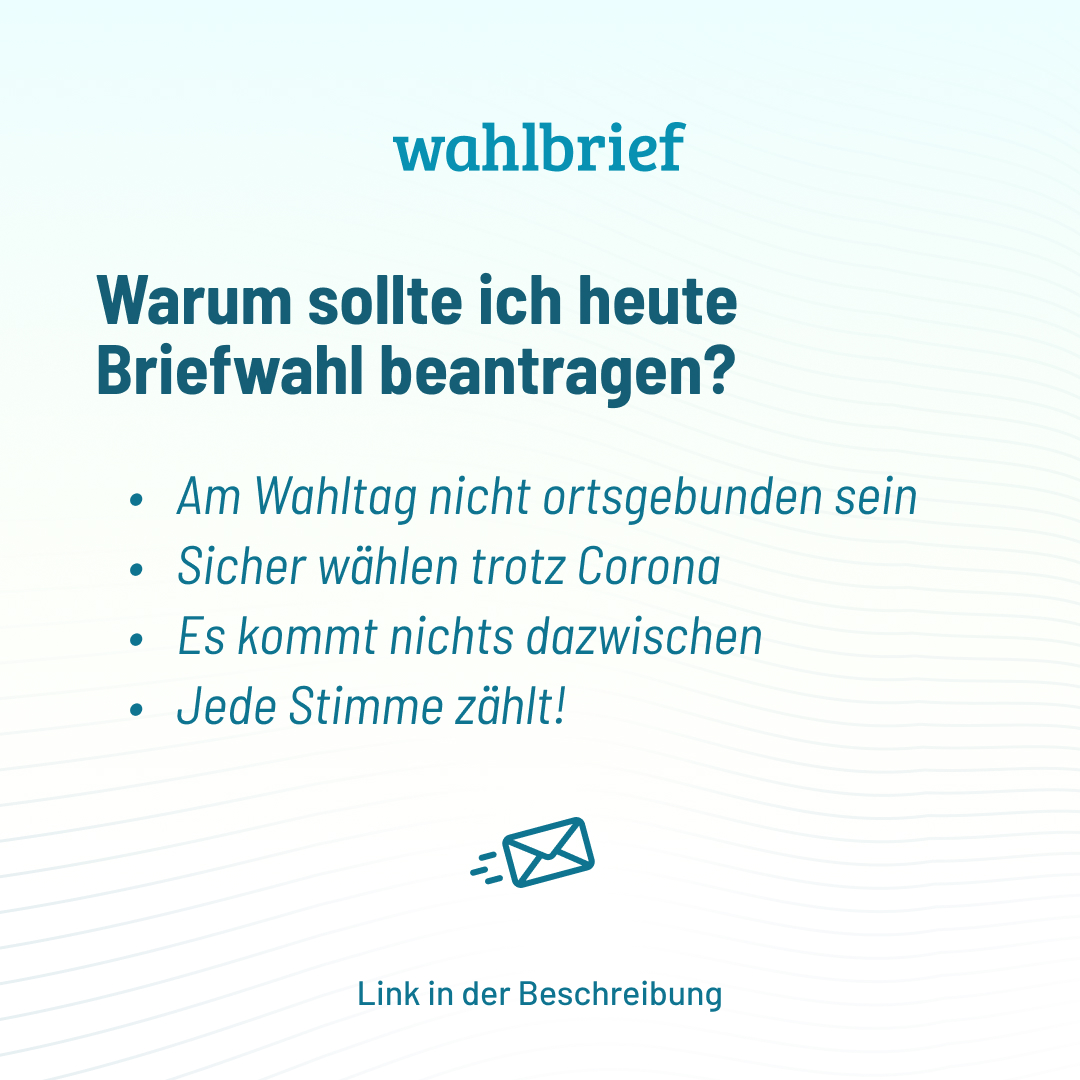 wahlbrief
Warum sollte ich heute
Briefwahl beantragen?
• Am Wahltag nicht ortsgebunden sein
• Sicher wählen trotz Corona
• Es kommt nichts dazwischen
• Jede Stimme zählt!
Link in der Beschreibung